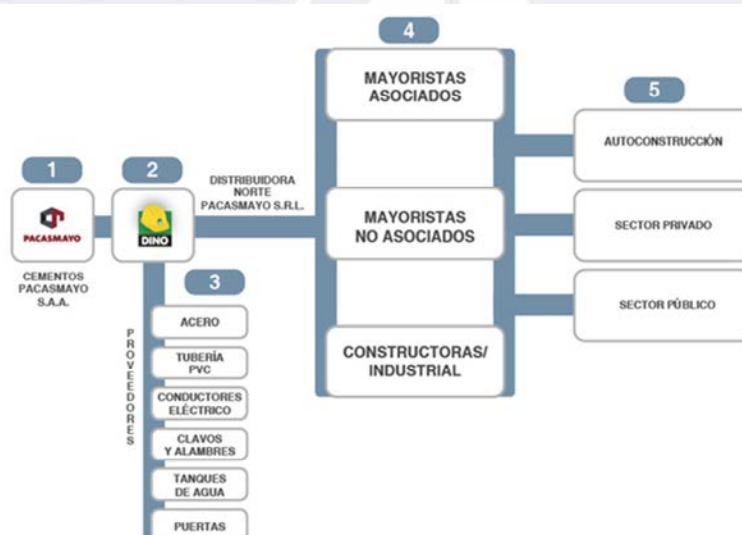 1
PACASMAYO
CEMENTOS
PACASMAYO
S.A.A.
2
DINO
DISTRIBUIDORA
NORTE
PACASMAYO S.R.L.
PROVEEDORES
3
ACERO
TUBERÍA
PVC
CONDUCTORES
ELÉCTRICO
CLAVOS
Y ALAMBRES
TANQUES
DE AGUA
PUERTAS
4
MAYORISTAS
ASOCIADOS
MAYORISTAS
NO ASOCIADOS
CONSTRUCTORAS/
INDUSTRIAL
5
AUTOCONSTRUCCIÓN
SECTOR PRIVADO
SECTOR PÚBLICO